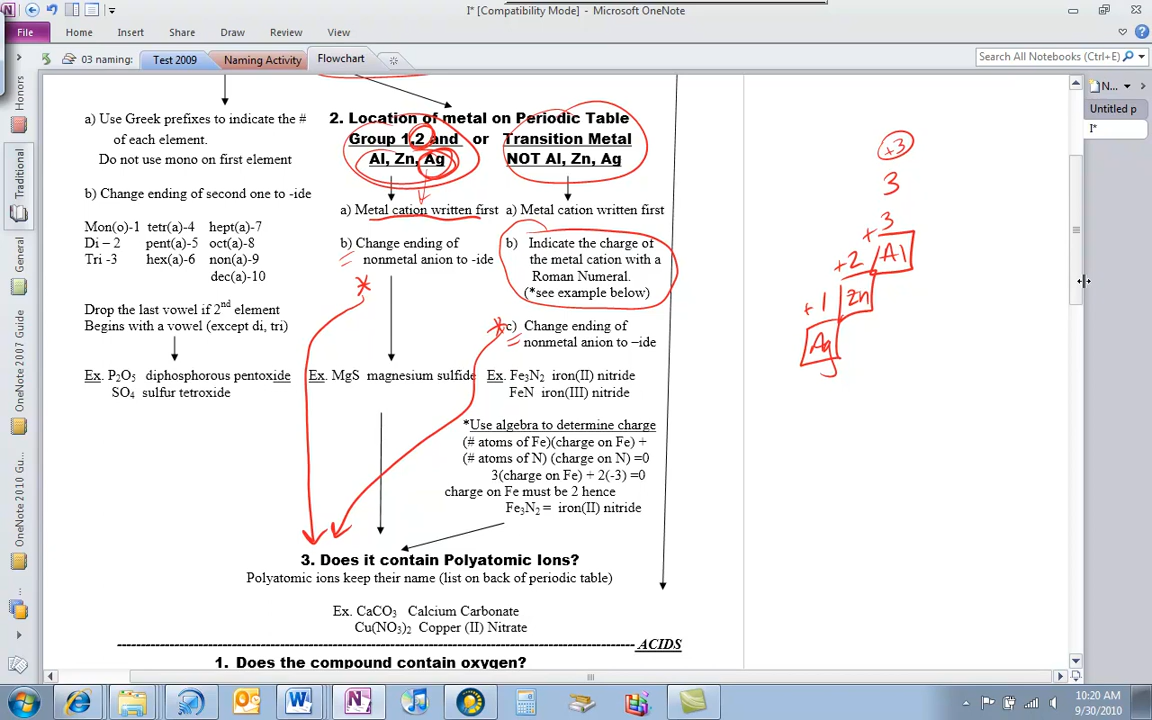 I* [Compatibility Mode] - Microsoft OneNote
File Home Insert Share Draw Review View
03 naming: Test 2009 Naming Activity Flowchart
Search All Notebooks (Ctrl+E)
N...
Untitled p
I*
Honors
Traditional
OneNote 2007 Guide
OneNote Guide
a) Use Greek prefixes to indicate the #
of each element.
Do not use mono on first element
b) Change ending of second one to -ide
Mon(o)-1 tetr(a)-4 hept(a)-7
Di – 2 pent(a)-5 oct(a)-8
Tri -3 hex(a)-6 non(a)-9
dec(a)-10
Drop the last vowel if 2nd element
Begins with a vowel (except di, tri)
Ex. P2O5 diphosphorous pentoxide
SO4 sulfur tetroxide
2. Location of metal on Periodic Table
Group 1,2 and or Transition Metal
Al, Zn, Ag NOT Al, Zn, Ag
a) Metal cation written first
b) Change ending of
nonmetal anion to -ide
Ex. MgS magnesium sulfide
a) Metal cation written first
b) Indicate the charge of
the metal cation with a
Roman Numeral.
(*see example below)
c) Change ending of
nonmetal anion to –ide
Ex. Fe3N2 iron(II) nitride
FeN iron(III) nitride
*Use algebra to determine charge
(# atoms of Fe)(charge on Fe) +
(# atoms of N) (charge on N) =0
3(charge on Fe) + 2(-3) =0
charge on Fe must be 2 hence
Fe3N2 = iron(II) nitride
3. Does it contain Polyatomic Ions?
Polyatomic ions keep their name (list on back of periodic table)
Ex. CaCO3 Calcium Carbonate
Cu(NO3)2 Copper (II) Nitrate
ACIDS
1. Does the compound contain oxygen?
+3
3
+3
+2 Al
+1 Zn
Ag
10:20 AM
9/30/2010